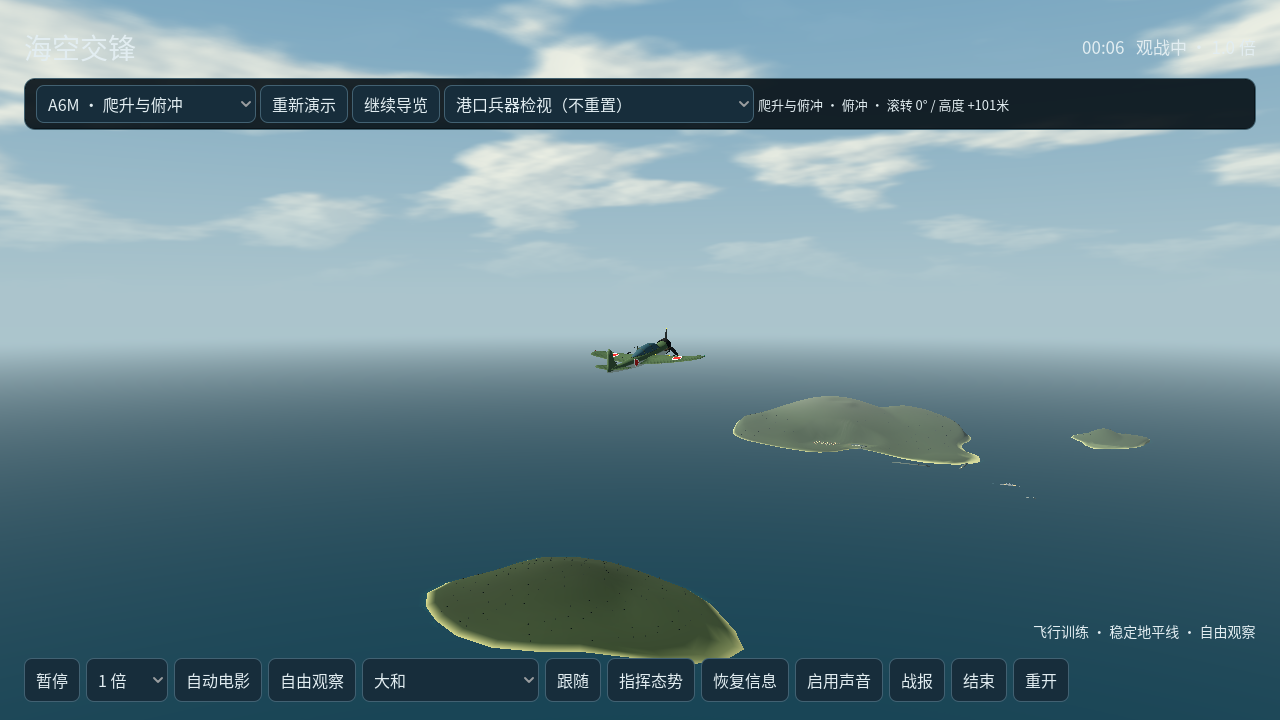 海空交锋
00:06 观战中 · 1 倍
A6M · 爬升与俯冲 重新演示 继续导览 港口兵器检视（不重置） 爬升与俯冲 · 俯冲 · 滚转 0° / 高度 +101米
飞行训练 · 稳定地平线 · 自由观察
暂停 1 倍 自动电影 自由观察 大和 跟随 指挥态势 恢复信息 启用声音 战报 结束 重开